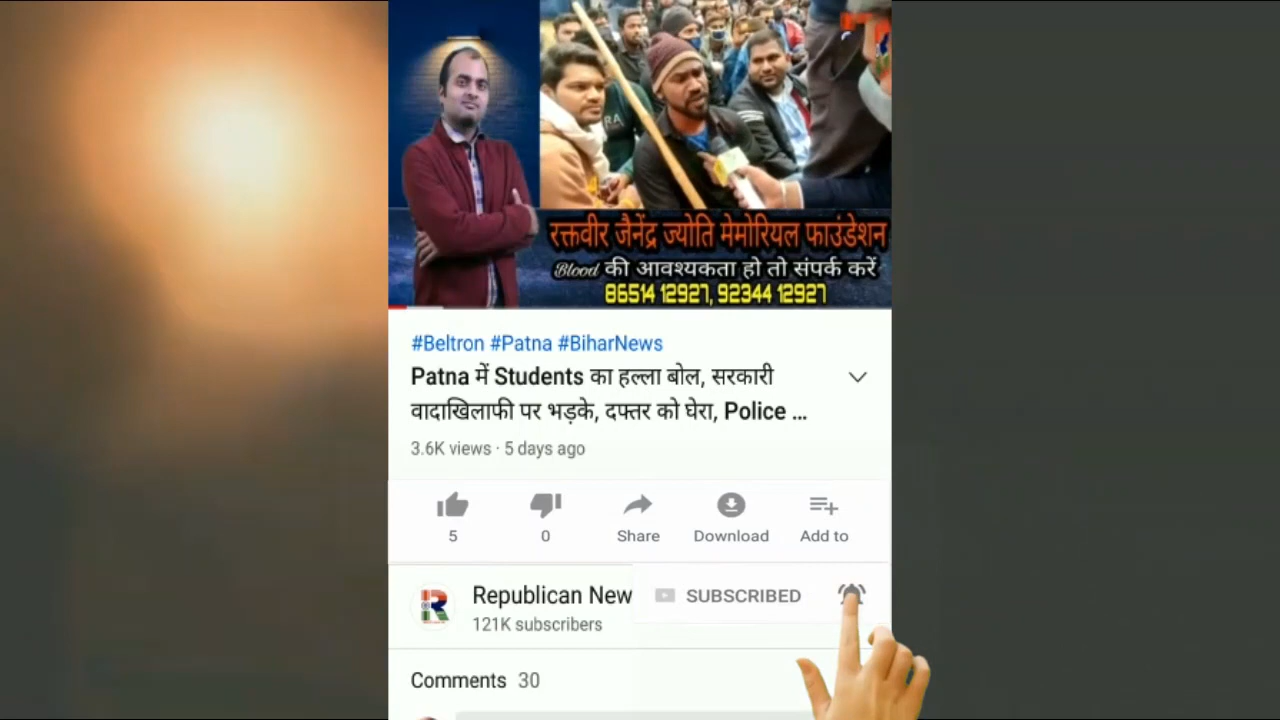 रक्तवीर जैनेंद्र ज्योति मेमोरियल फाउंडेशन
Blood की आवश्यकता हो तो संपर्क करें
86514 12927, 92344 12927
#Beltron #Patna #BiharNews
Patna में Students का हल्ला बोल, सरकारी
वादाखिलाफी पर भड़के, दफ्तर को घेरा, Police ...
3.6K views · 5 days ago
5 0 Share Download Add to
Republican New SUBSCRIBED
121K subscribers
Comments 30